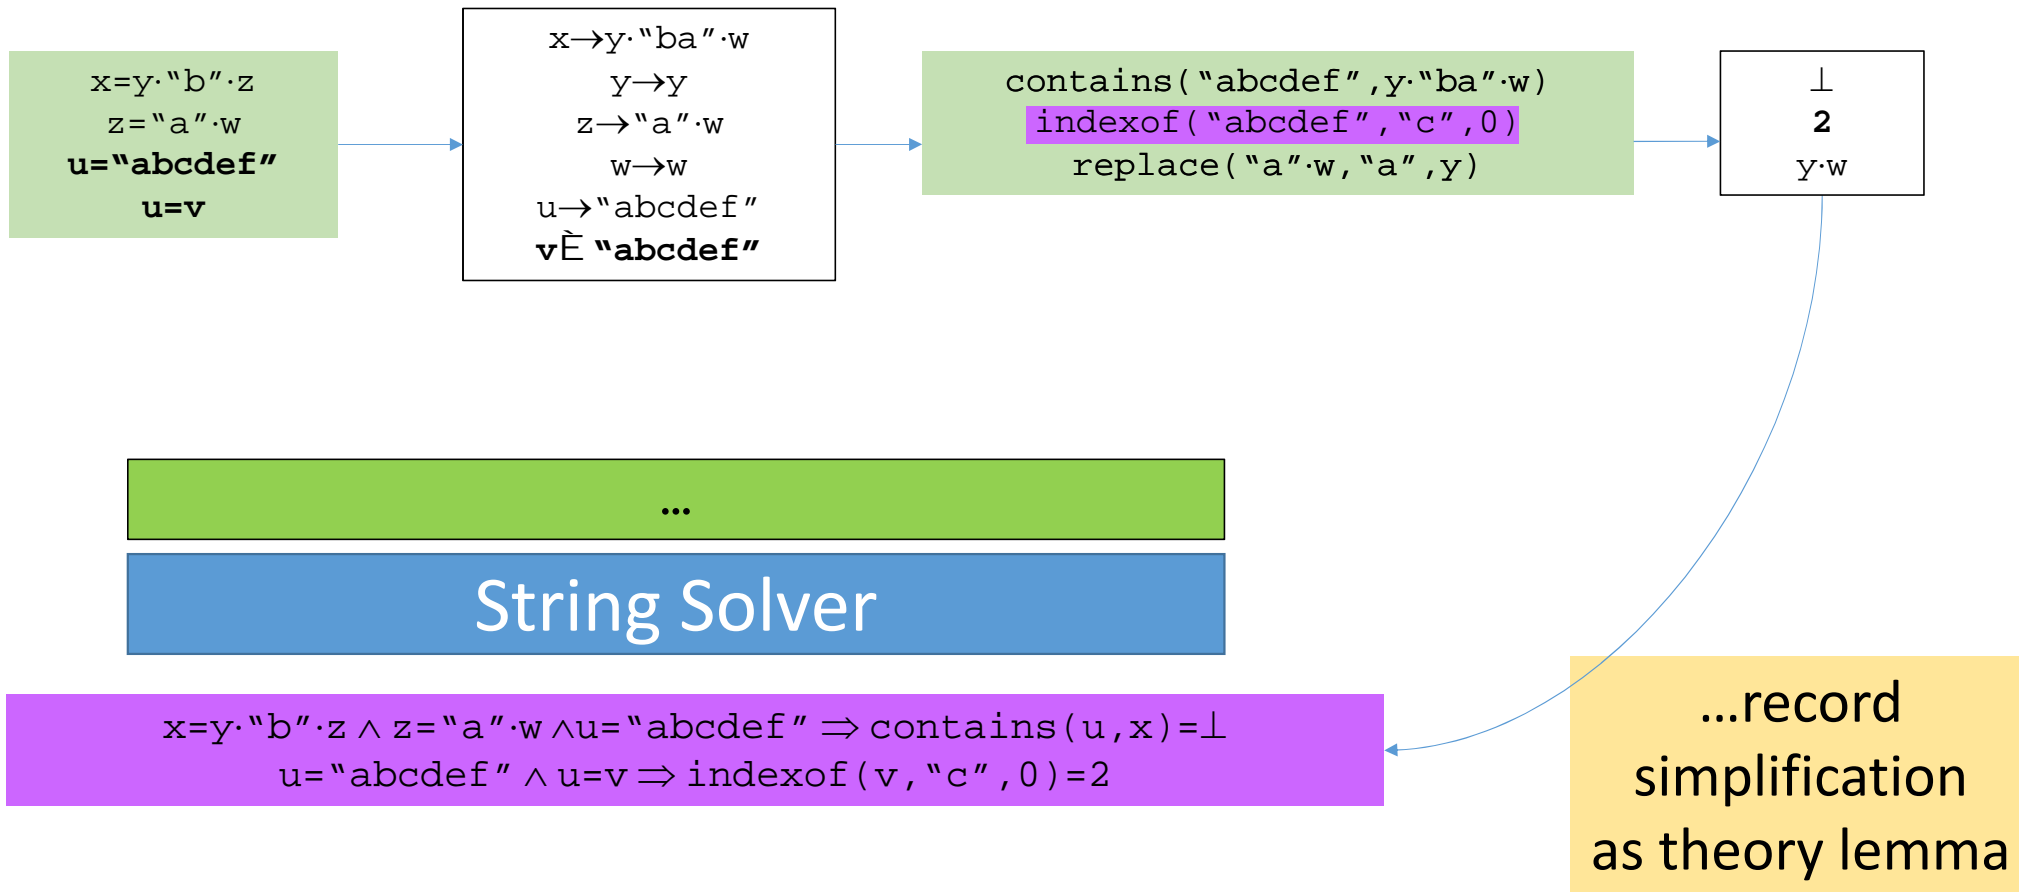 x=y·“b”·z
z=“a”·w
u=“abcdef”
u=v
x→y·“ba”·w
y→y
z→“a”·w
w→w
u→“abcdef”
vÈ “abcdef”
contains(“abcdef”,y·“ba”·w)
indexof(“abcdef”,“c”,0)
replace(“a”·w,“a”,y)
⊥
2
y·w
…
String Solver
x=y·“b”·z ∧ z=“a”·w ∧u=“abcdef” ⇒ contains(u,x)=⊥
u=“abcdef” ∧ u=v ⇒ indexof(v,“c”,0)=2
…record
simplification
as theory lemma